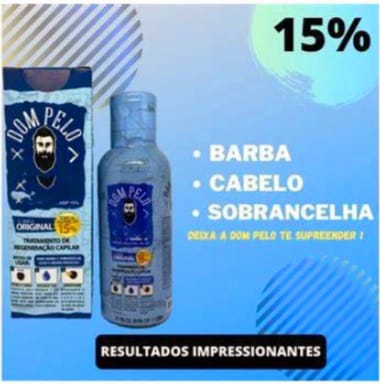 15%
DOM PELO
ORIGINAL
15%
TRATAMENTO DE
REGENERAÇÃO CAPILAR
DOM PELO
ORIGINAL
• BARBA
• CABELO
• SOBRANCELHA
DEIXA A DOM PELO TE SUPREENDER !
RESULTADOS IMPRESSIONANTES